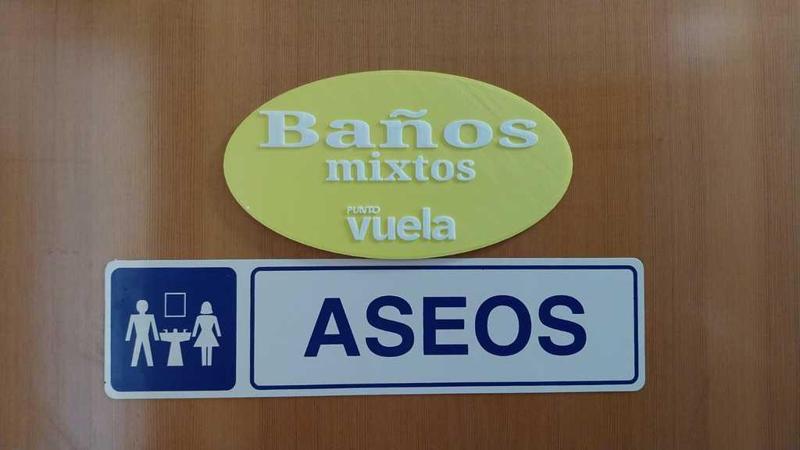 Baños
mixtos
PUNTO
vuela
ASEOS